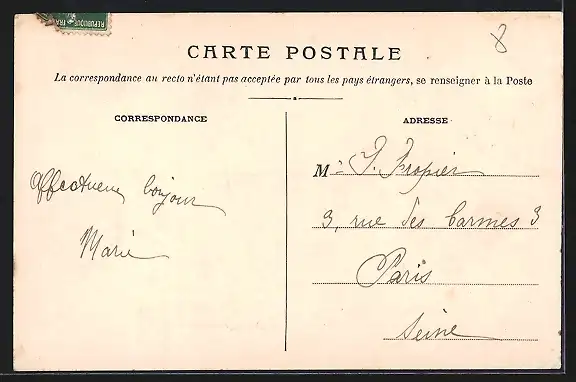 REPUBLIQUE FRA
8
CARTE POSTALE
La correspondance au recto n'étant pas acceptée par tous les pays étrangers, se renseigner à la Poste
CORRESPONDANCE
ADRESSE
Affectueux bonjour
Marie
M J. Fropier
3, rue des Carmes 3
Paris
Seine